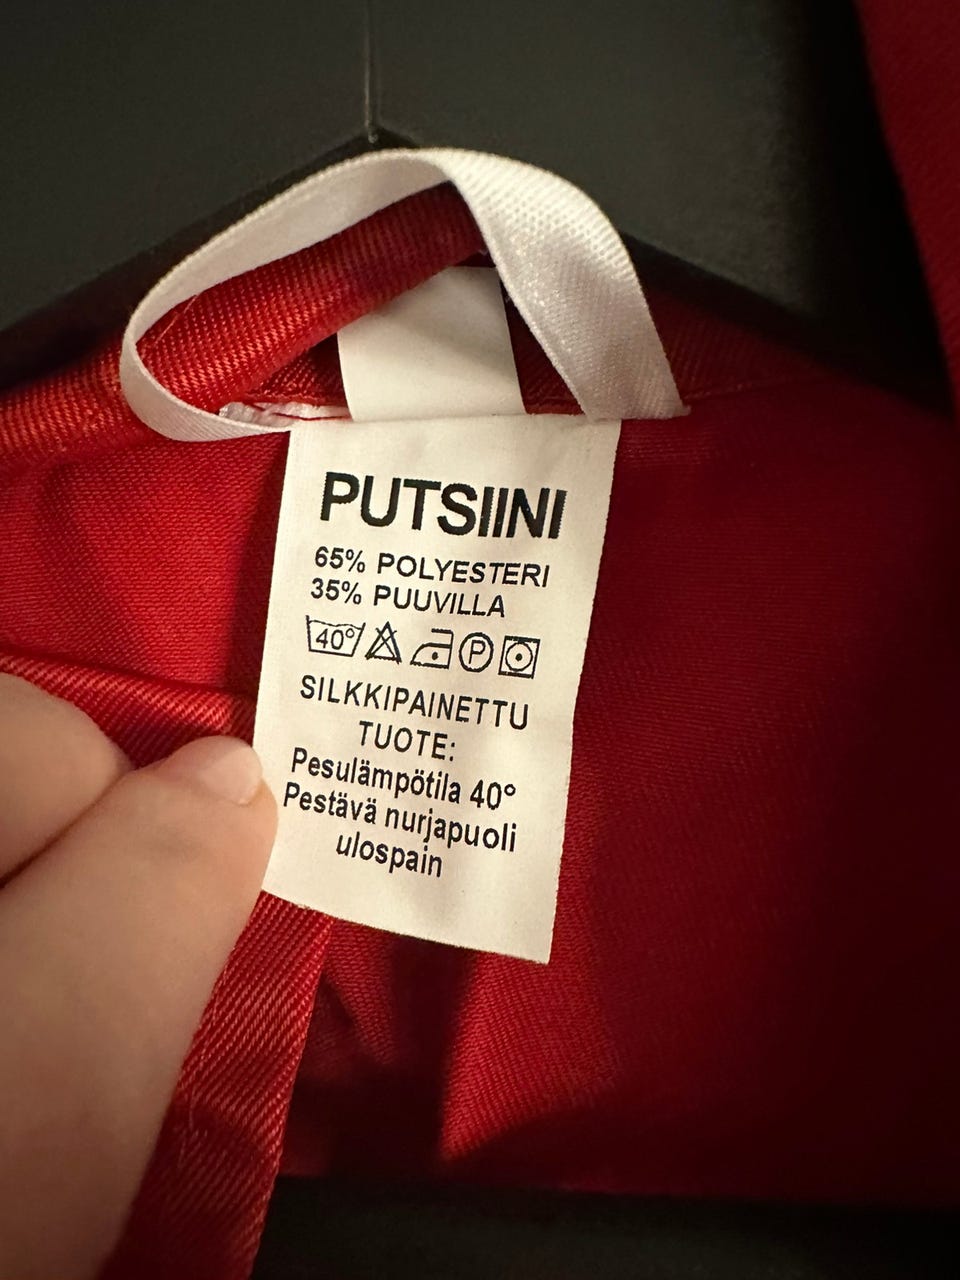 PUTSIINI
65% POLYESTERI
35% PUUVILLA
40° P
SILKKIPAINETTU
TUOTE:
Pesulämpötila 40°
Pestävä nurjapuoli
ulospain